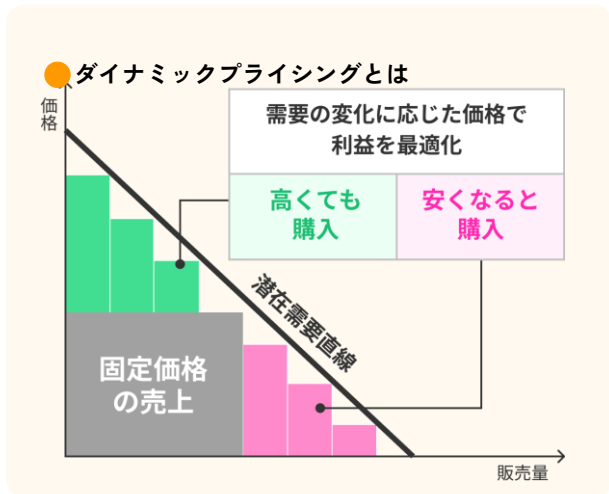 ダイナミックプライシングとは
価格
需要の変化に応じた価格で
利益を最適化
高くても
購入
安くなると
購入
潜在需要直線
固定価格
の売上
販売量